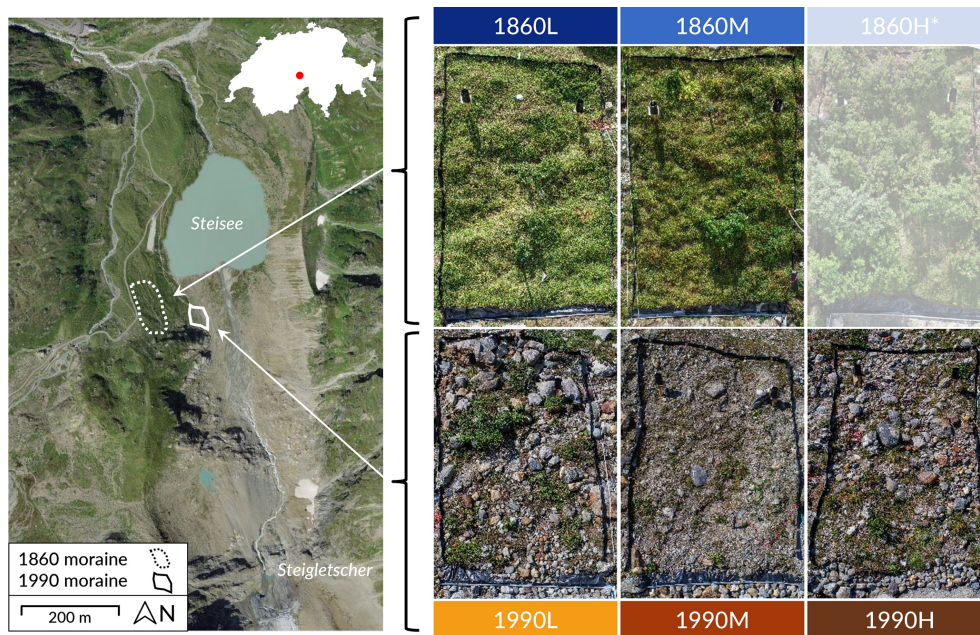 1860L
1860M
1860H*
Steisee
Steigletscher
1860 moraine
1990 moraine
200 m
N
1990L
1990M
1990H